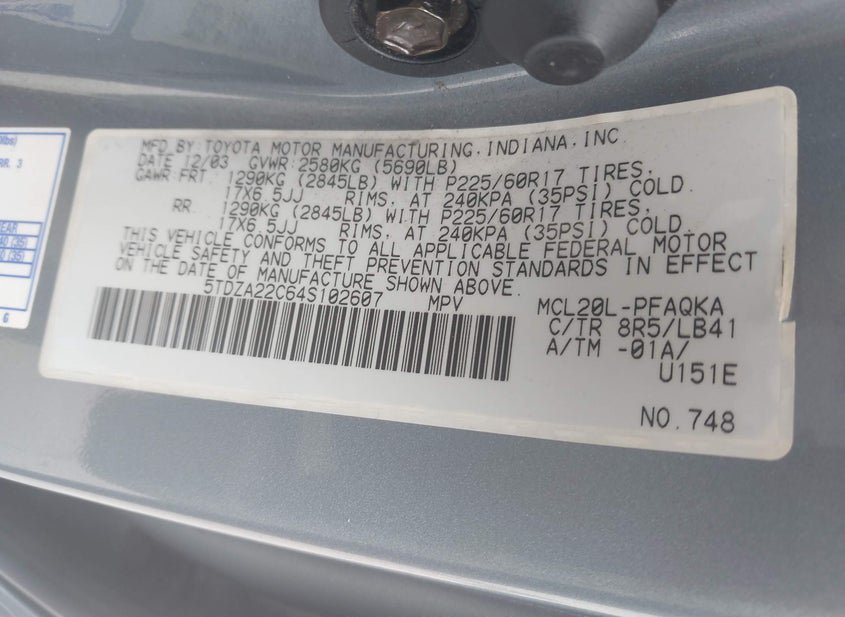 0lbs)
RR. 3
REAR
G
MFD.BY:TOYOTA MOTOR MANUFACTURING,INDIANA,INC.
DATE 12/03 GVWR:2580KG (5690LB)
GAWR:FRT. 1290KG (2845LB) WITH P225/60R17 TIRES,
17X6.5JJ RIMS, AT 240KPA (35PSI) COLD.
RR. 1290KG (2845LB) WITH P225/60R17 TIRES,
17X6.5JJ RIMS, AT 240KPA (35PSI) COLD.
THIS VEHICLE CONFORMS TO ALL APPLICABLE FEDERAL MOTOR
VEHICLE SAFETY AND THEFT PREVENTION STANDARDS IN EFFECT
ON THE DATE OF MANUFACTURE SHOWN ABOVE.
5TDZA22C64S102607 MPV
MCL20L-PFAQKA
C/TR 8R5/LB41
A/TM -01A/
U151E
NO.748